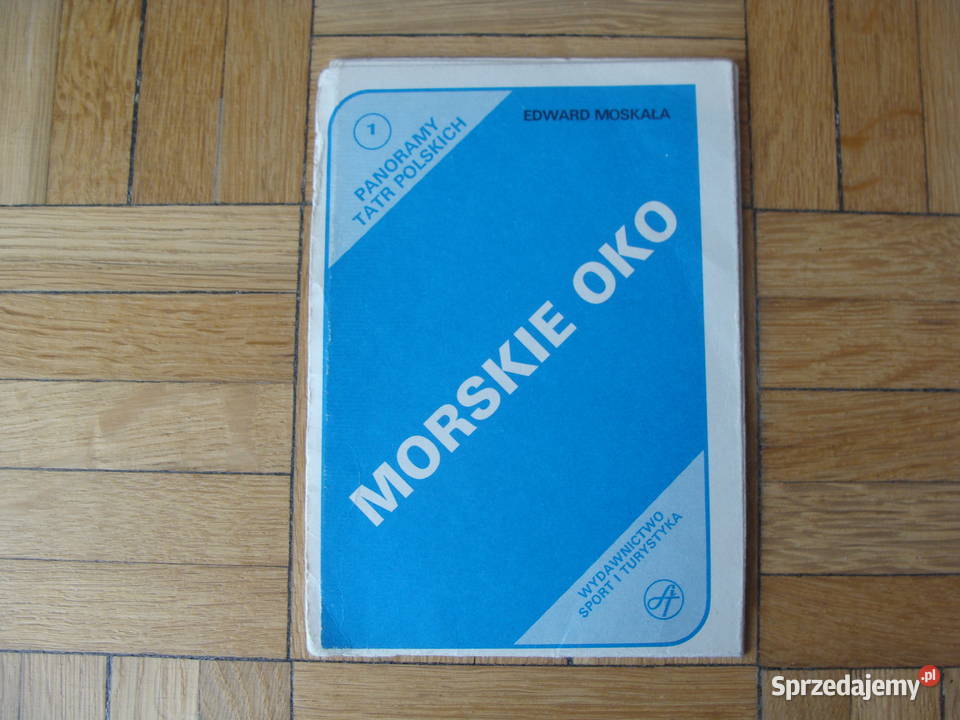 1
PANORAMY
TATR POLSKICH
EDWARD MOSKAŁA
MORSKIE OKO
WYDAWNICTWO
SPORT I TURYSTYKA
Sprzedajemy.pl